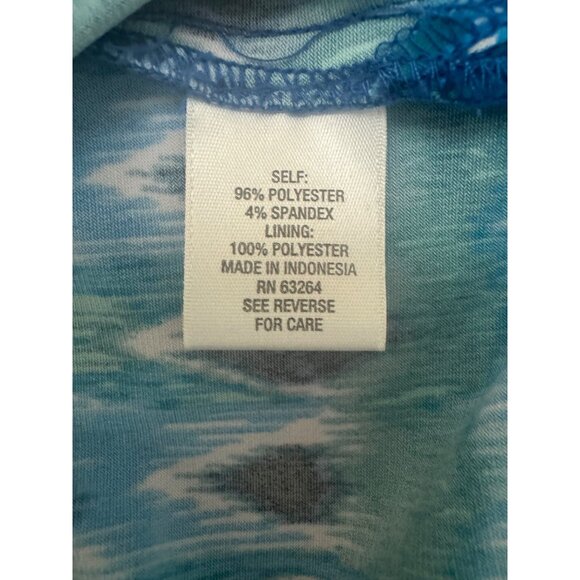 SELF:
96% POLYESTER
4% SPANDEX
LINING:
100% POLYESTER
MADE IN INDONESIA
RN 63264
SEE REVERSE
FOR CARE